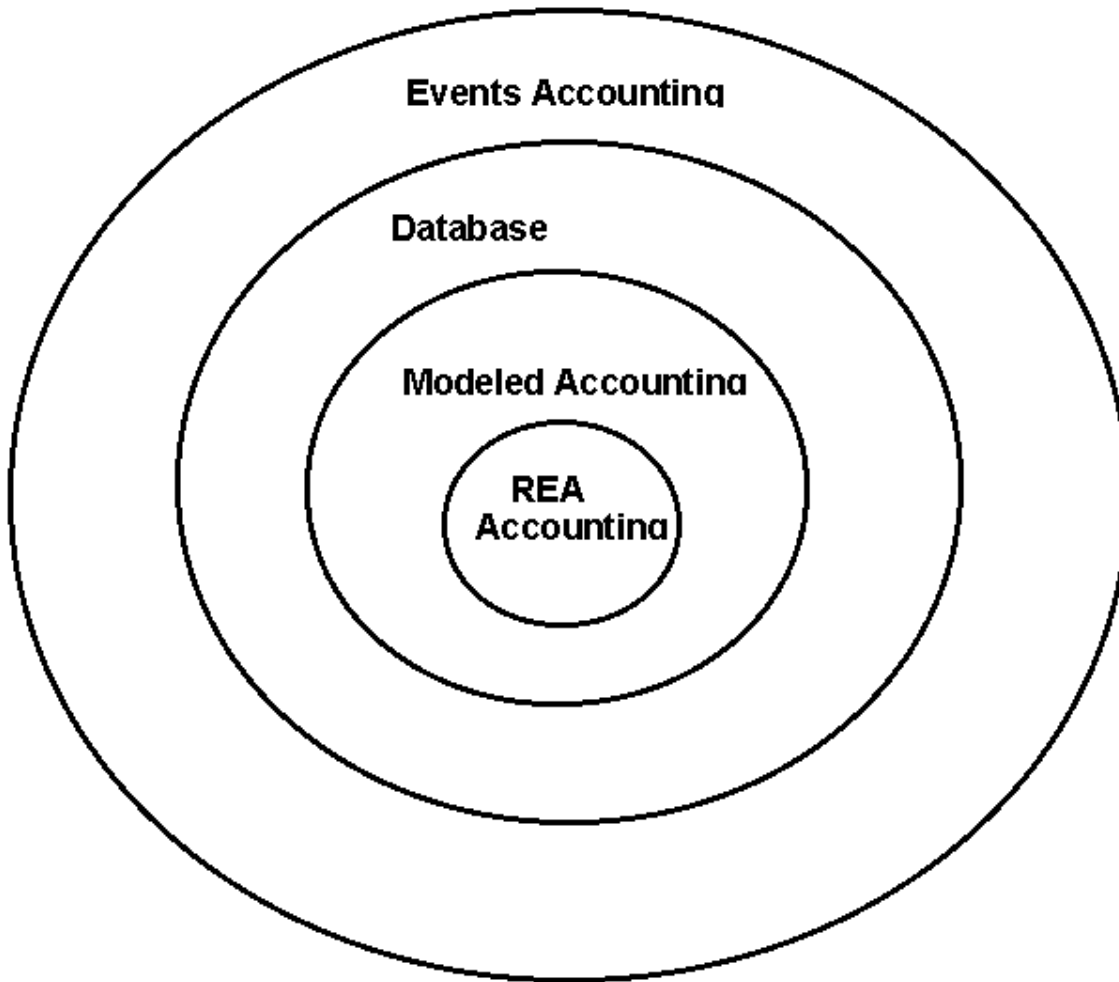 Events Accounting
Database
Modeled Accounting
REA
Accounting